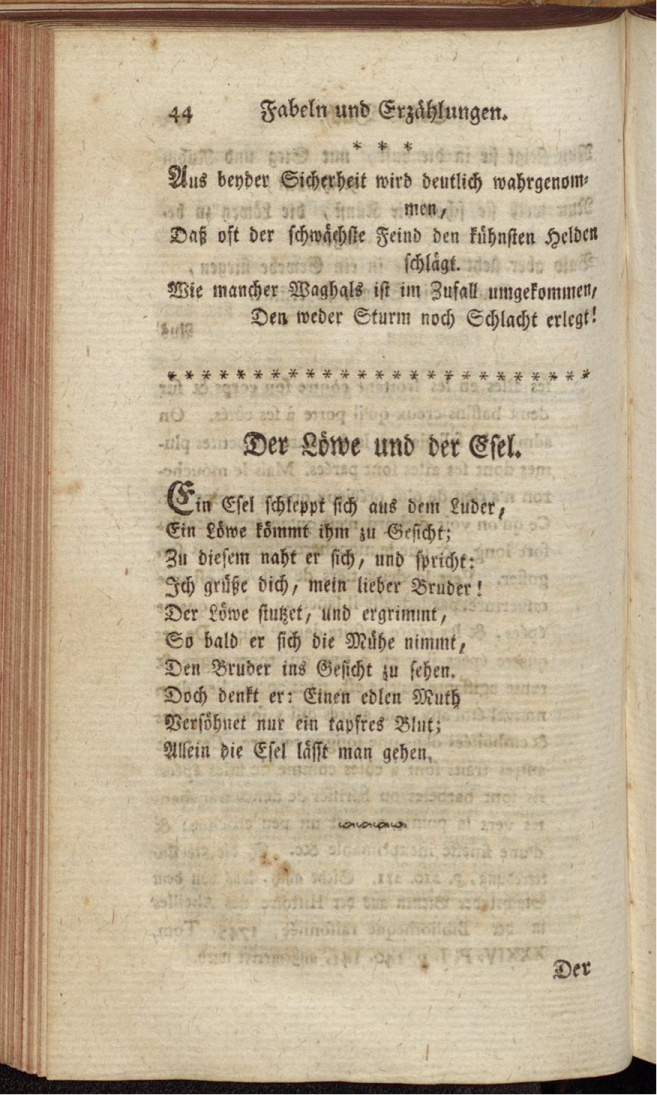 44 Fabeln und Erzählungen.
* * *
Aus beyder Sicherheit wird deutlich wahrgenom-
men,
Daß oft der schwächste Feind den kühnsten Helden
schlägt.
Wie mancher Waghals ist im Zufall umgekommen,
Den weder Sturm noch Schlacht erlegt!
* * * * * * * * * * * * * * * * * * * * * * * * *
Der Löwe und der Esel.
Ein Esel schleppt sich aus dem Luder,
Ein Löwe kömmt ihm zu Gesicht;
Zu diesem naht er sich, und spricht:
Ich grüße dich, mein lieber Bruder!
Der Löwe stutzet, und ergrimmt,
So bald er sich die Mühe nimmt,
Den Bruder ins Gesicht zu sehen.
Doch denkt er: Einen edlen Muth
Versöhnet nur ein tapfres Blut;
Allein die Esel lässt man gehen.
Der